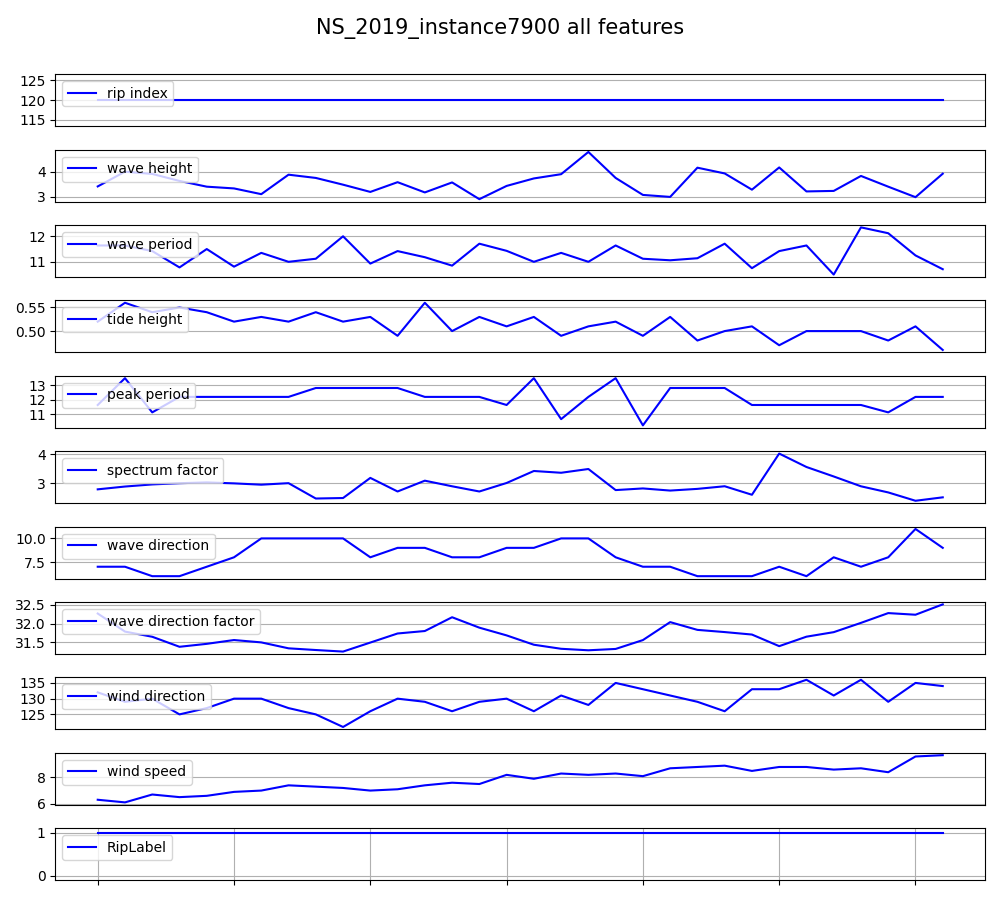 NS_2019_instance7900 all features
125
120
115
rip index
4
3
wave height
12
11
wave period
0.55
0.50
tide height
13
12
11
peak period
4
3
spectrum factor
10.0
7.5
wave direction
32.5
32.0
31.5
wave direction factor
135
130
125
wind direction
8
6
wind speed
1
0
RipLabel